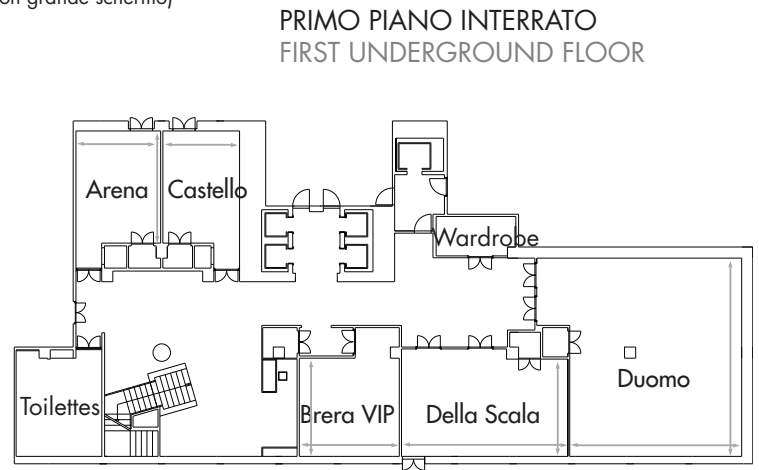 on grande schermo)
PRIMO PIANO INTERRATO
FIRST UNDERGROUND FLOOR
Arena
Castello
Wardrobe
Duomo
Toilettes
Brera VIP
Della Scala